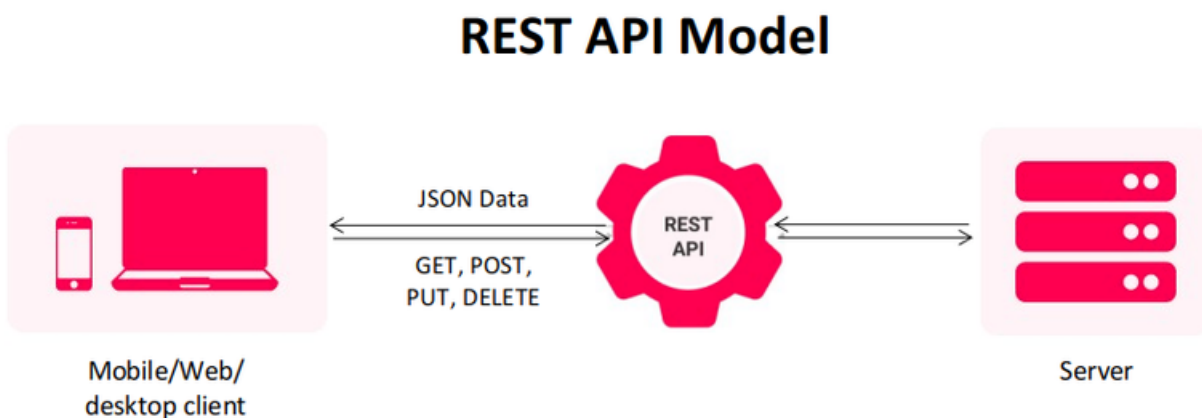 REST API Model
JSON Data
GET, POST,
PUT, DELETE
REST
API
Mobile/Web/
desktop client
Server